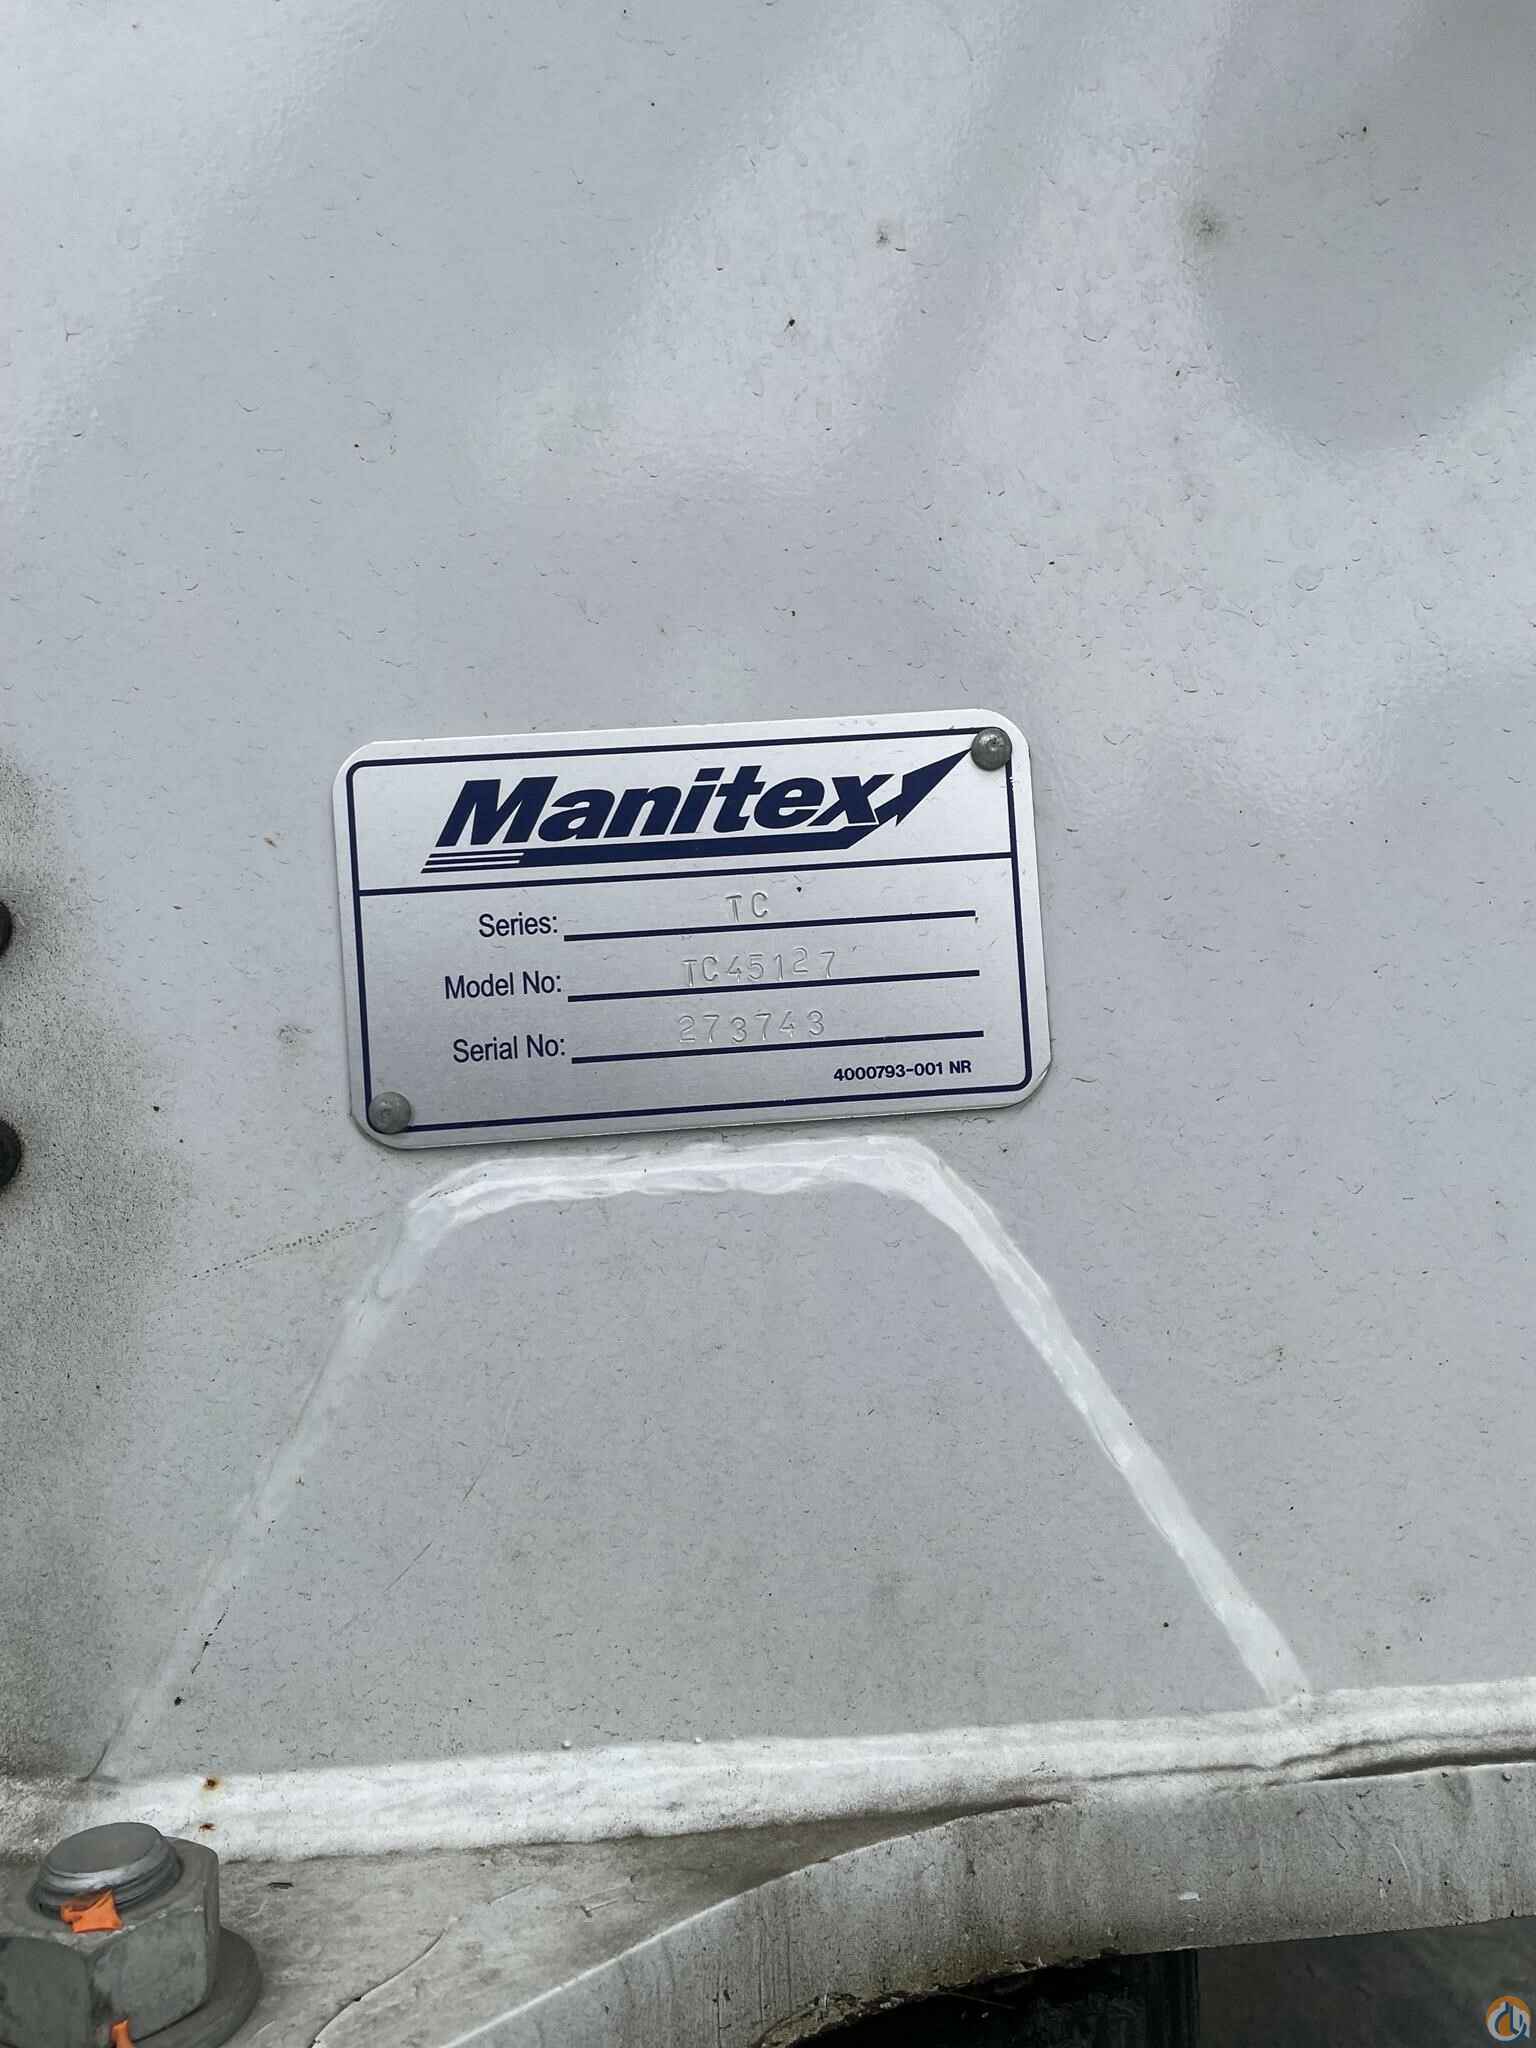 Manitex
Series: TC
Model No: TC45127
Serial No: 273743
4000793-001 NR